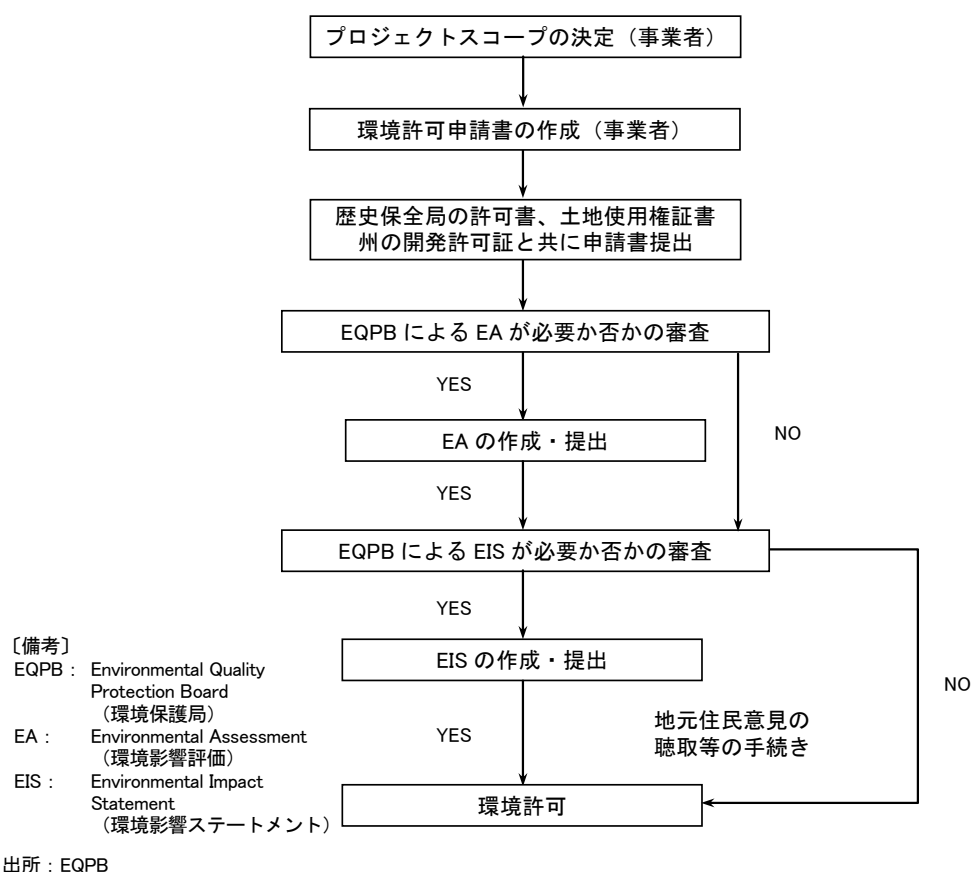 プロジェクトスコープの決定（事業者）
環境許可申請書の作成（事業者）
歴史保全局の許可書、土地使用権証書
州の開発許可証と共に申請書提出
EQPB による EA が必要か否かの審査
YES
NO
EA の作成・提出
YES
EQPB による EIS が必要か否かの審査
YES
NO
EIS の作成・提出
YES
地元住民意見の
聴取等の手続き
環境許可
〔備考〕
EQPB： Environmental Quality
Protection Board
（環境保護局）
EA： Environmental Assessment
（環境影響評価）
EIS： Environmental Impact
Statement
（環境影響ステートメント）
出所：EQPB